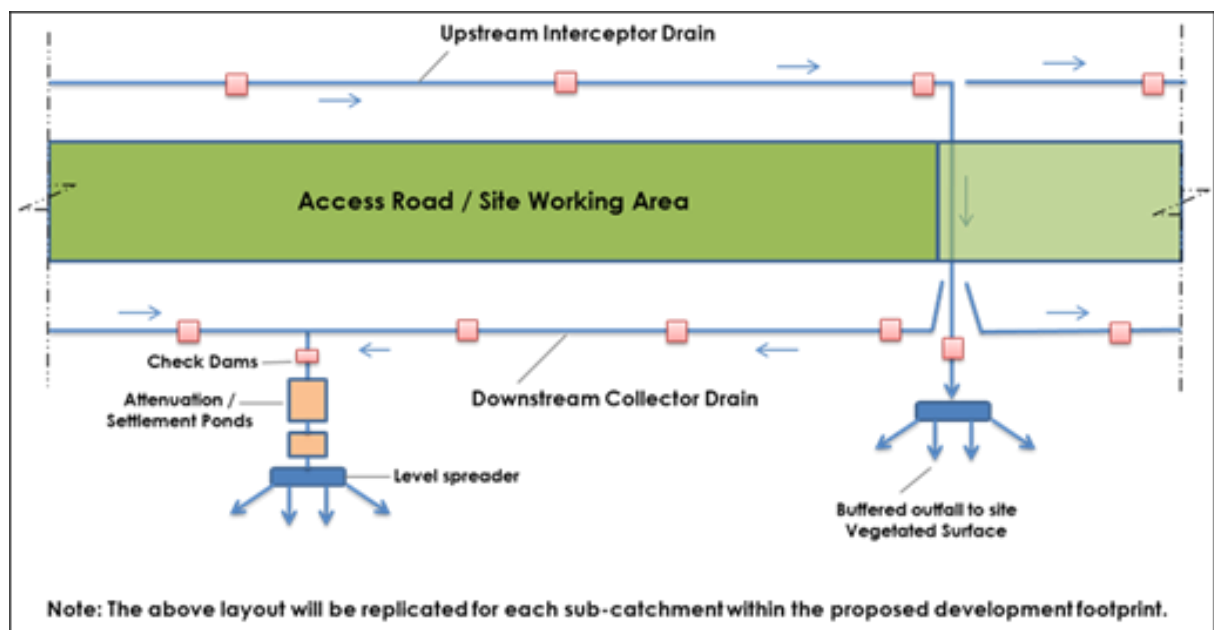 Upstream Interceptor Drain
Access Road / Site Working Area
Check Dams
Attenuation /
Settlement Ponds
Downstream Collector Drain
Level spreader
Buffered outfall to site
Vegetated Surface
Note: The above layout will be replicated for each sub-catchment within the proposed development footprint.